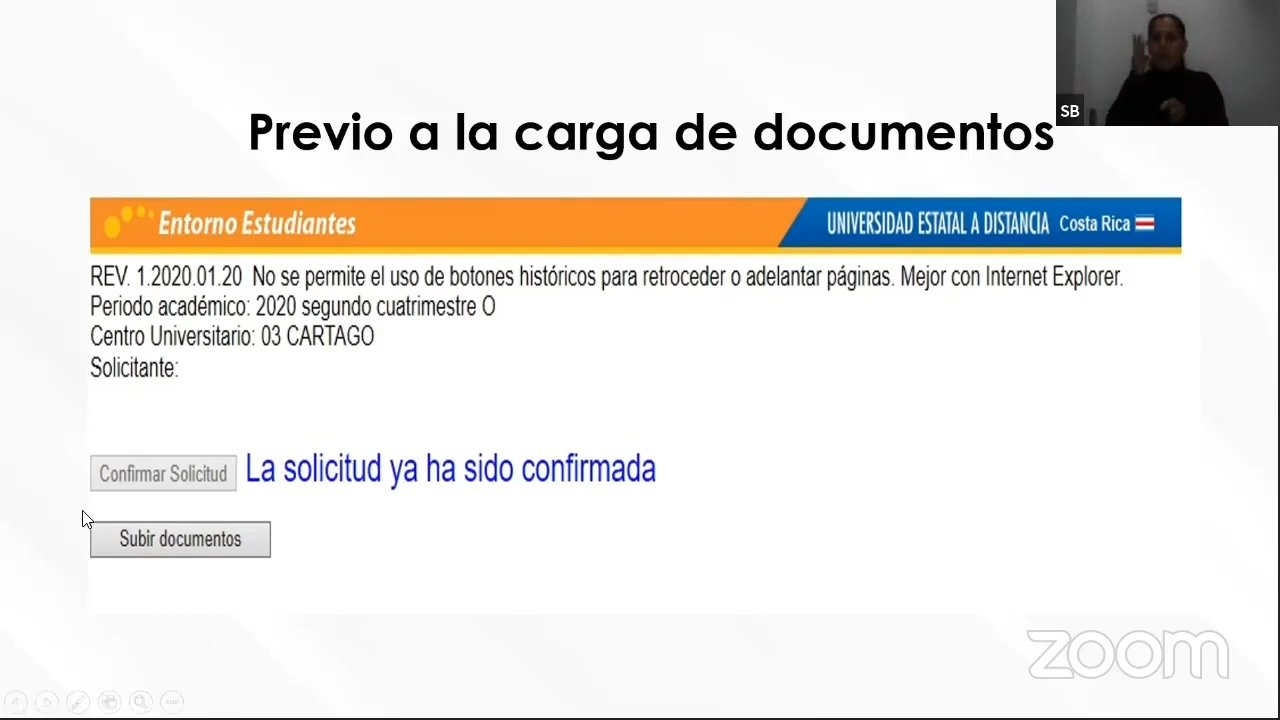 SB
Previo a la carga de documentos
Entorno Estudiantes
UNIVERSIDAD ESTATAL A DISTANCIA Costa Rica
REV. 1.2020.01.20 No se permite el uso de botones históricos para retroceder o adelantar páginas. Mejor con Internet Explorer.
Periodo académico: 2020 segundo cuatrimestre O
Centro Universitario: 03 CARTAGO
Solicitante:
Confirmar Solicitud La solicitud ya ha sido confirmada
Subir documentos
zoom